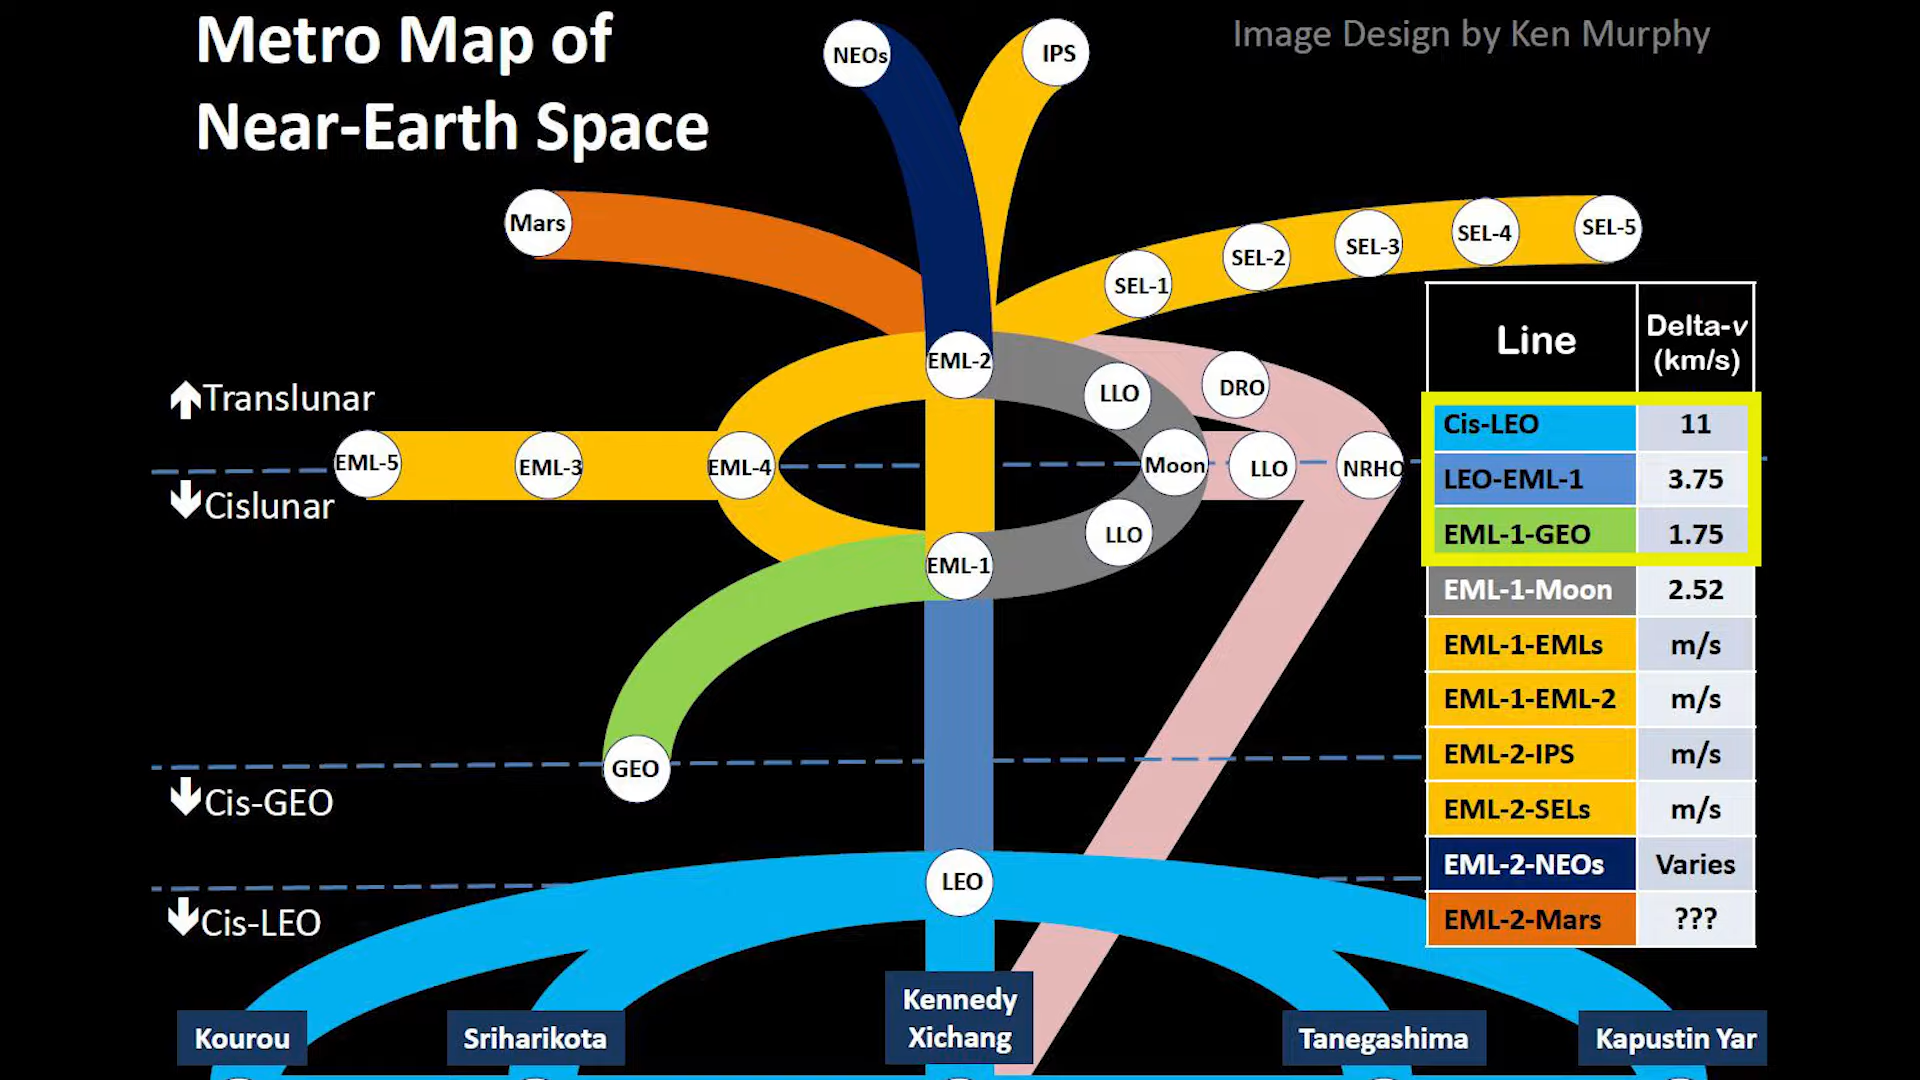 Metro Map of
Near-Earth Space
Image Design by Ken Murphy
NEOs
IPS
Mars
SEL-1
SEL-2
SEL-3
SEL-4
SEL-5
EML-2
LLO
DRO
Translunar
EML-5
EML-3
EML-4
Moon
LLO
NRHO
Cislunar
LLO
EML-1
GEO
Cis-GEO
LEO
Cis-LEO
Kourou
Sriharikota
Kennedy
Xichang
Tanegashima
Kapustin Yar
Line
Delta-v
(km/s)
Cis-LEO 11
LEO-EML-1 3.75
EML-1-GEO 1.75
EML-1-Moon 2.52
EML-1-EMLs m/s
EML-1-EML-2 m/s
EML-2-IPS m/s
EML-2-SELs m/s
EML-2-NEOs Varies
EML-2-Mars ???